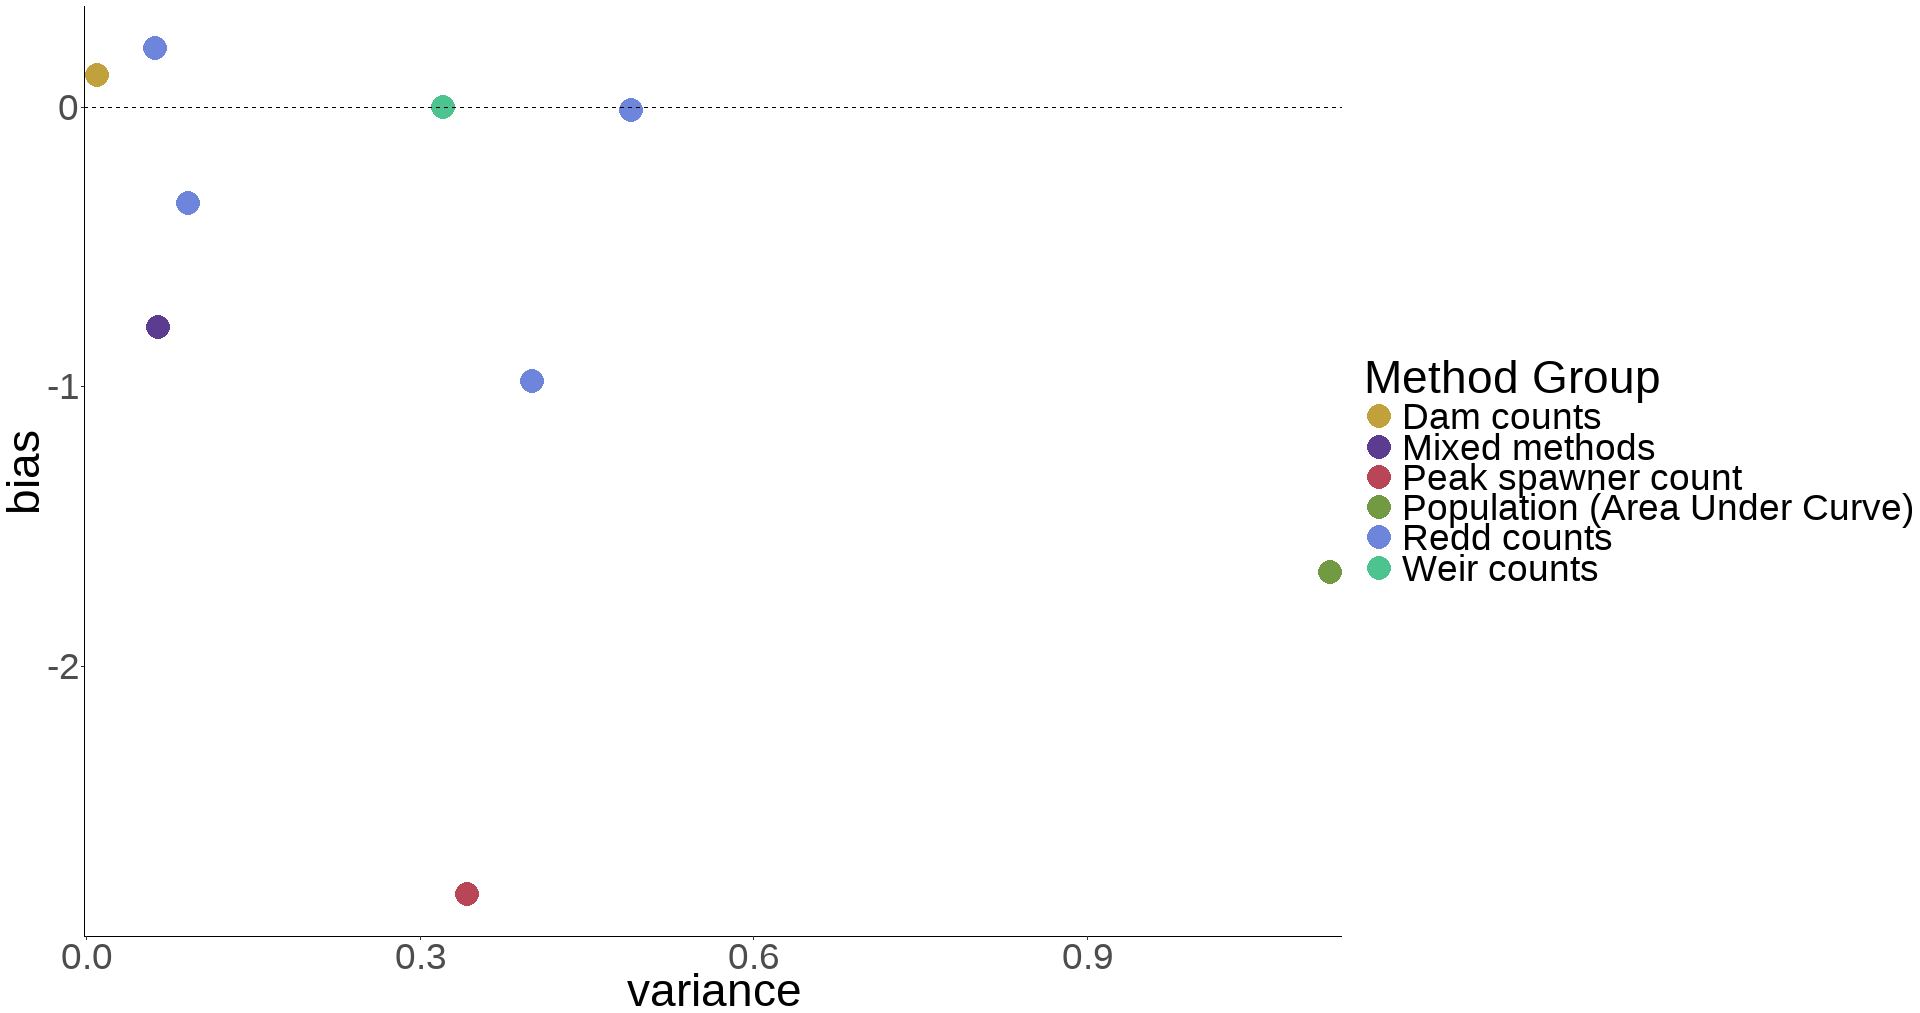 0
-1
-2
bias
0.0
0.3
0.6
0.9
variance
Method Group
Dam counts
Mixed methods
Peak spawner count
Population (Area Under Curve)
Redd counts
Weir counts